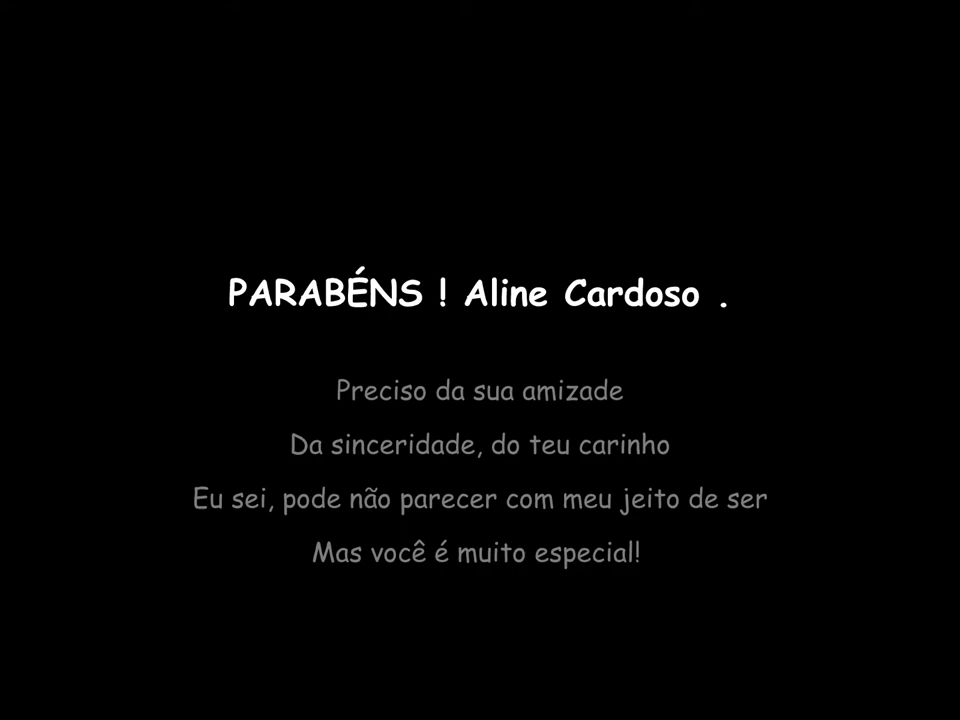 PARABÉNS ! Aline Cardoso .
Preciso da sua amizade
Da sinceridade, do teu carinho
Eu sei, pode não parecer com meu jeito de ser
Mas você é muito especial!